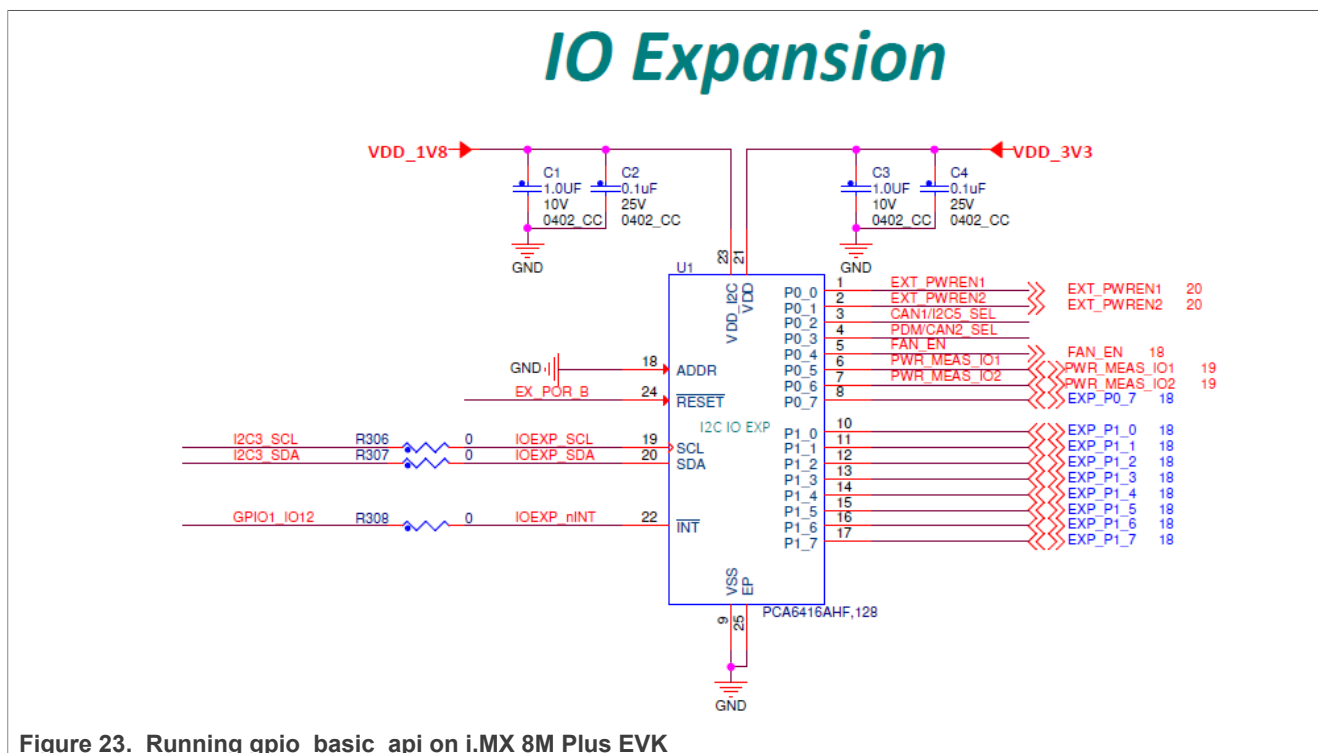 IO Expansion
VDD_1V8
VDD_3V3
C1
1.0UF
10V
0402_CC
C2
0.1uF
25V
0402_CC
C3
1.0UF
10V
0402_CC
C4
0.1uF
25V
0402_CC
GND
GND
U1
23
21
VDD_I2C
VDD
P0_0 1 EXT_PWREN1 EXT_PWREN1 20
P0_1 2 EXT_PWREN2 EXT_PWREN2 20
P0_2 3 CAN1/I2C5_SEL
P0_3 4 PDM/CAN2_SEL
P0_4 5 FAN_EN FAN_EN 18
P0_5 6 PWR_MEAS_IO1 PWR_MEAS_IO1 19
P0_6 7 PWR_MEAS_IO2 PWR_MEAS_IO2 19
P0_7 8 EXP_P0_7 18
GND 18 ADDR
EX_POR_B 24 RESET
I2C IO EXP
I2C3_SCL R306 0 IOEXP_SCL 19 SCL
I2C3_SDA R307 0 IOEXP_SDA 20 SDA
GPIO1_IO12 R308 0 IOEXP_nINT 22 INT
P1_0 10 EXP_P1_0 18
P1_1 11 EXP_P1_1 18
P1_2 12 EXP_P1_2 18
P1_3 13 EXP_P1_3 18
P1_4 14 EXP_P1_4 18
P1_5 15 EXP_P1_5 18
P1_6 16 EXP_P1_6 18
P1_7 17 EXP_P1_7 18
VSS
EP
9
25
PCA6416AHF,128
GND
Figure 23. Running gpio_basic_api on i.MX 8M Plus EVK